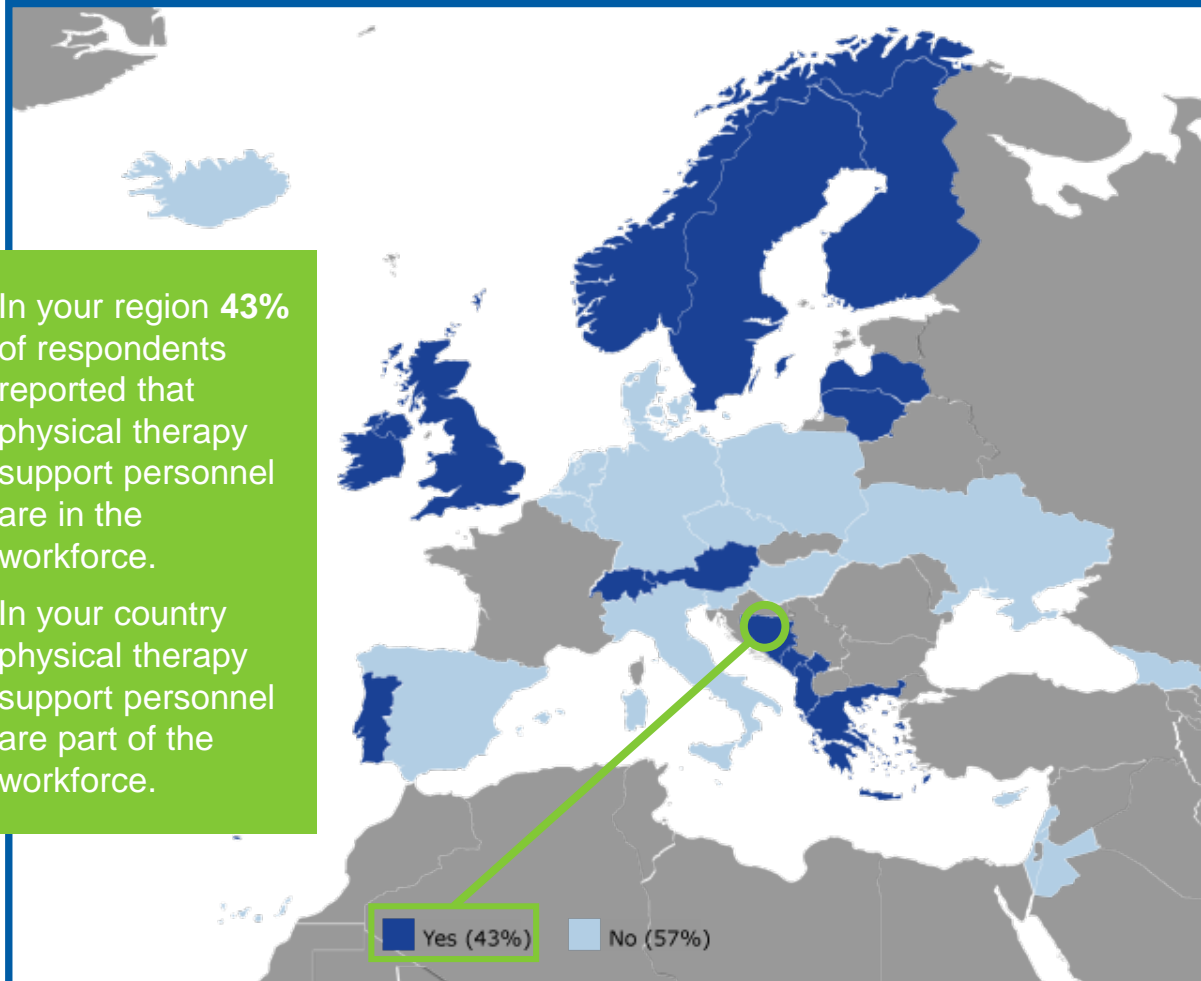 In your region 43%
of respondents
reported that
physical therapy
support personnel
are in the
workforce.
In your country
physical therapy
support personnel
are part of the
workforce.
Yes (43%)
No (57%)